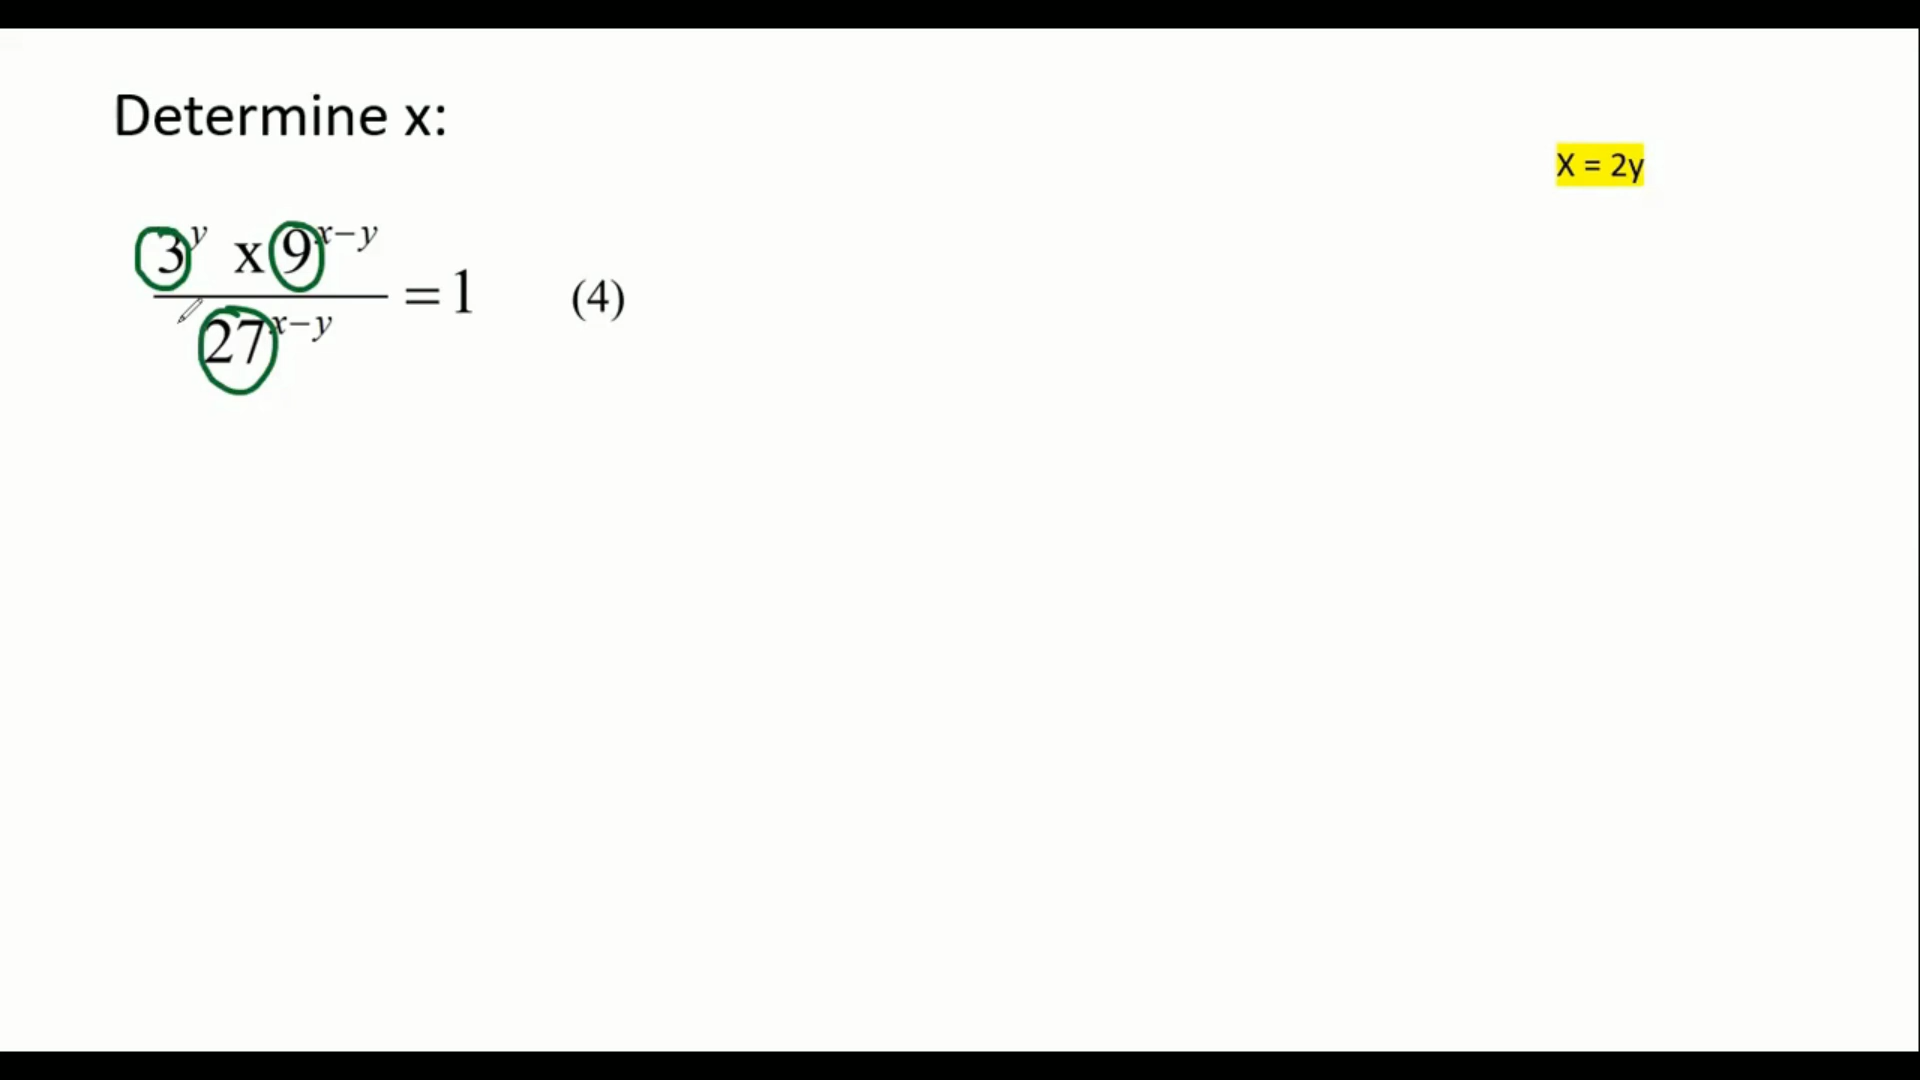 Determine x:
X = 2y
3^y x 9^{x-y}
27^{x-y}
= 1 (4)